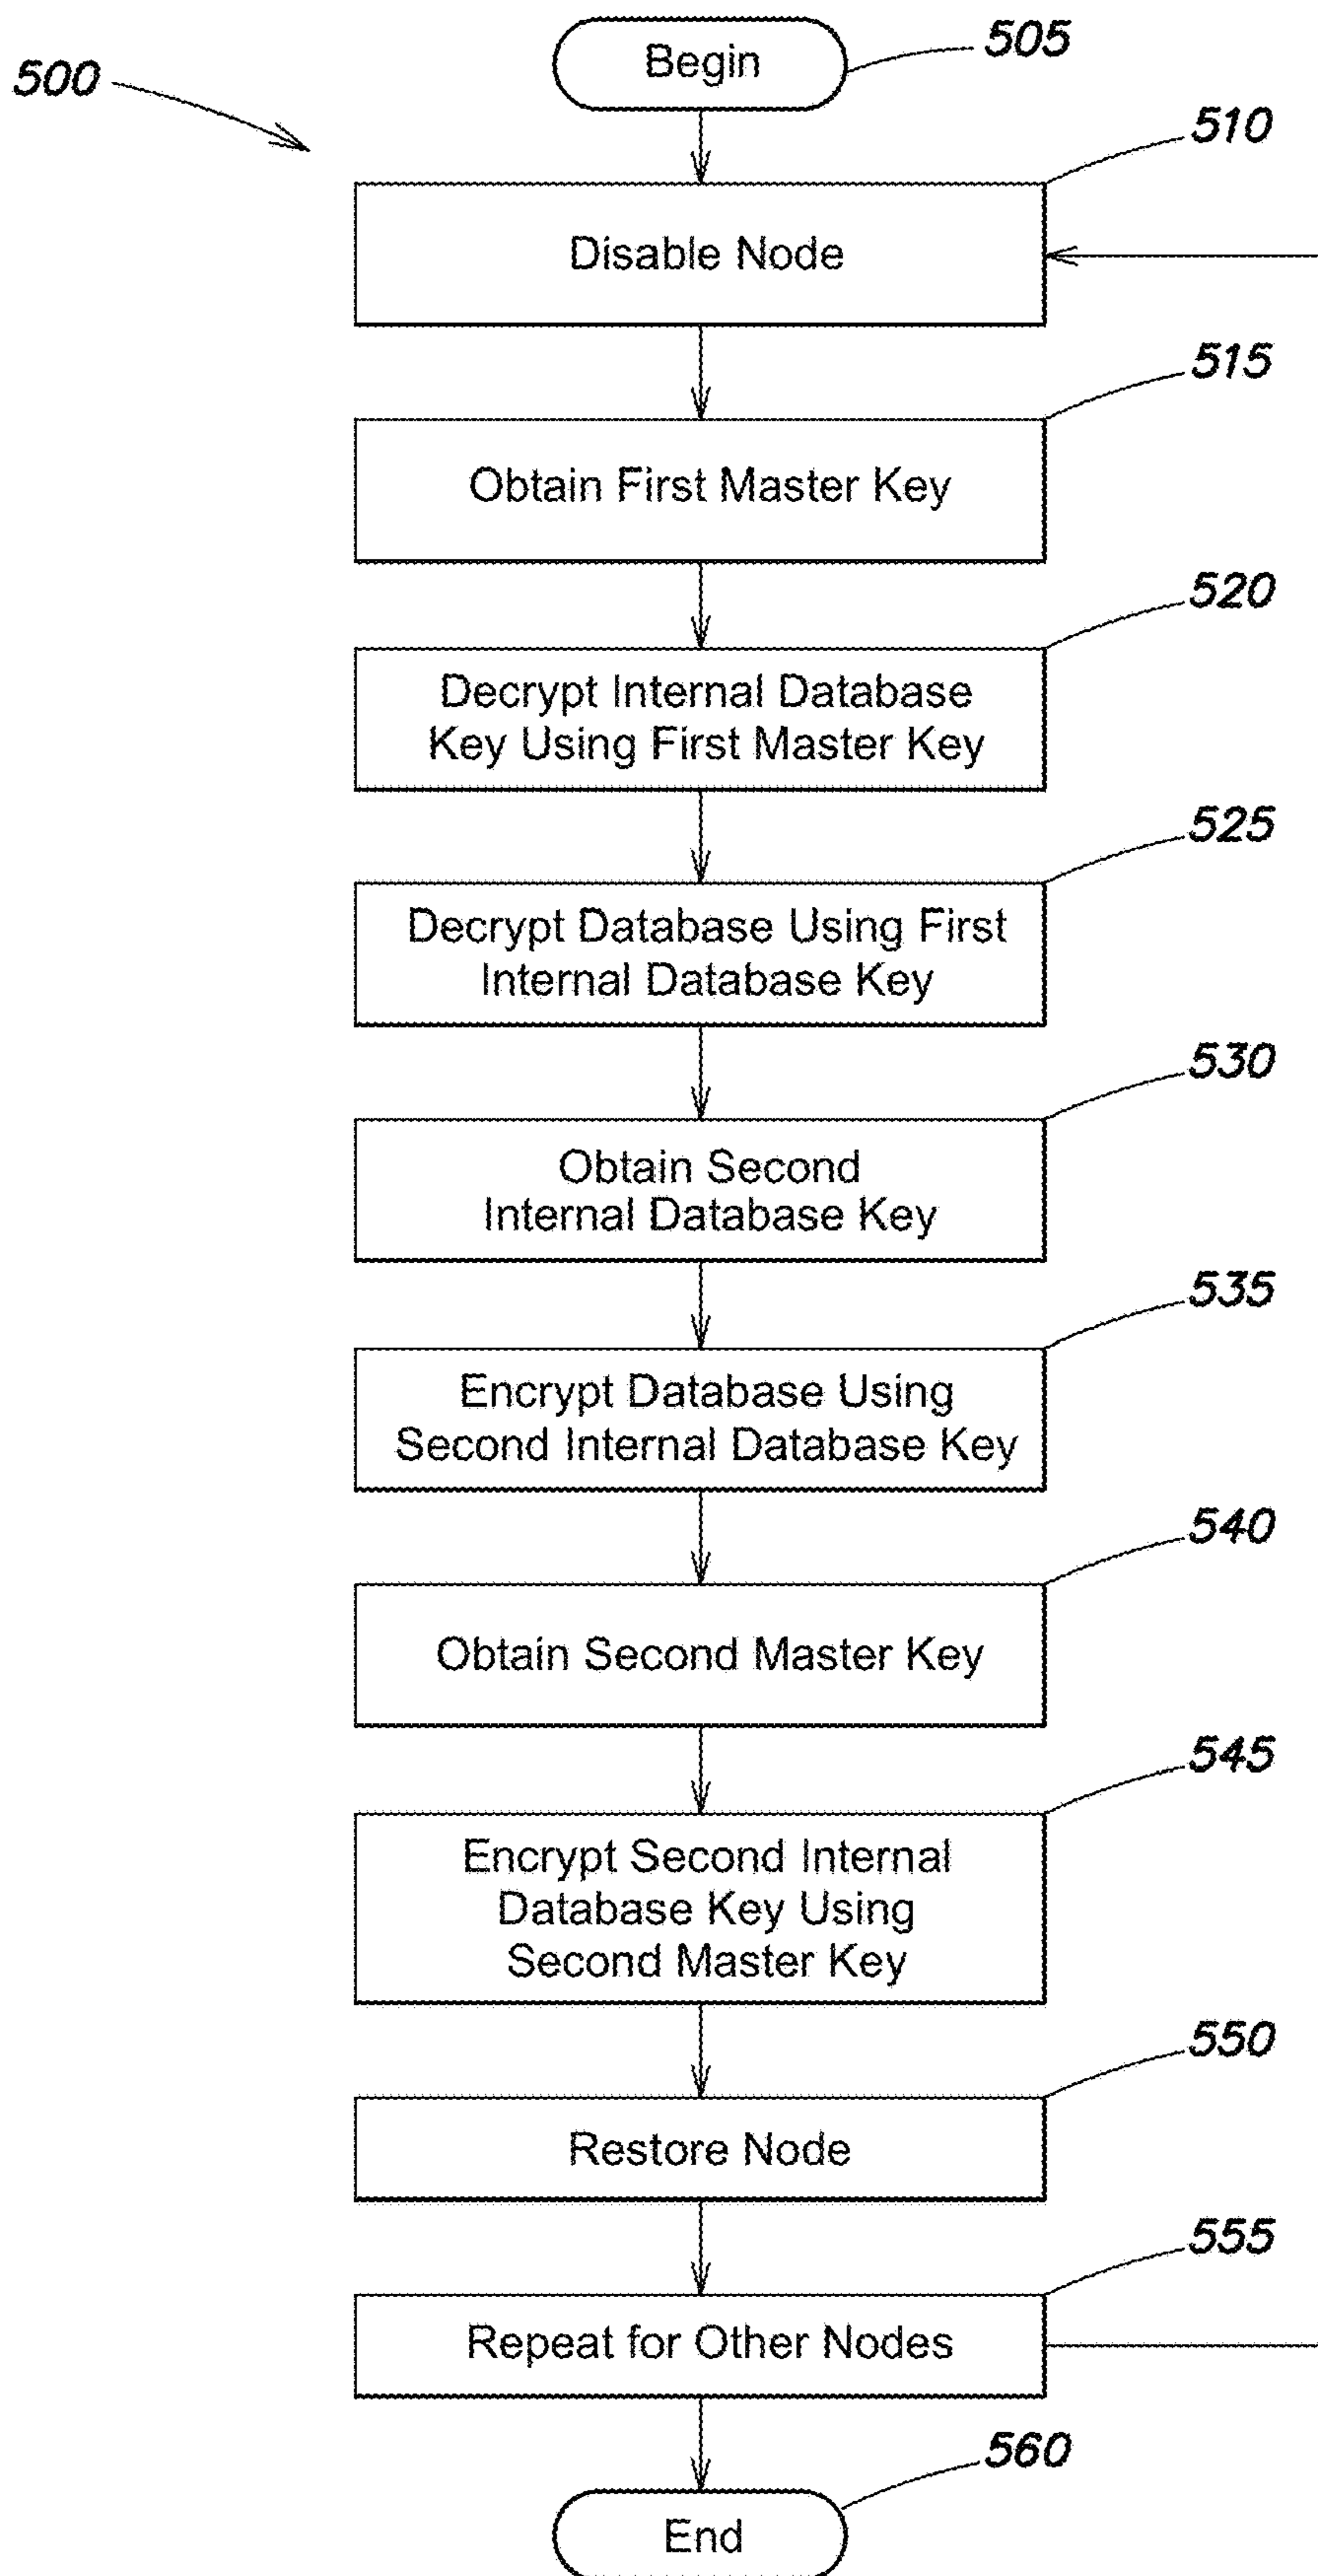 Begin
505
500
510
Disable Node
515
Obtain First Master Key
520
Decrypt Internal Database
Key Using First Master Key
525
Decrypt Database Using First
Internal Database Key
530
Obtain Second
Internal Database Key
535
Encrypt Database Using
Second Internal Database Key
540
Obtain Second Master Key
545
Encrypt Second Internal
Database Key Using
Second Master Key
550
Restore Node
555
Repeat for Other Nodes
560
End